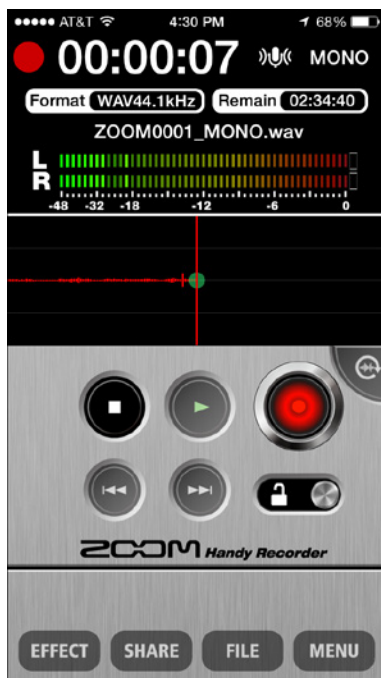 AT&T 4:30 PM 68%
00:00:07 MONO
Format WAV44.1kHz Remain 02:34:40
ZOOM0001_MONO.wav
L
R
-48 -32 -18 -12 -6 0
ZOOM Handy Recorder
EFFECT SHARE FILE MENU